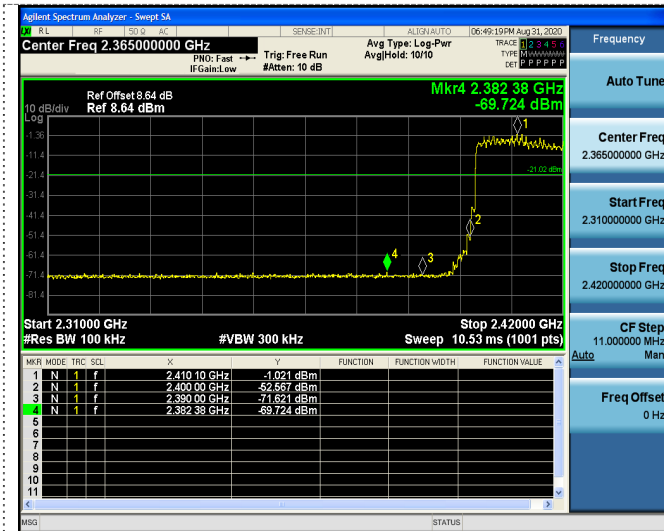 Agilent Spectrum Analyzer - Swept SA
RL RF 50 Ω AC SENSE:INT ALIGN AUTO 06:49:19 PM Aug 31, 2020
Center Freq 2.365000000 GHz
PNO: Fast
IFGain:Low
Trig: Free Run
#Atten: 10 dB
Avg Type: Log-Pwr
Avg|Hold: 10/10
TRACE 1 2 3 4 5 6
TYPE M
DET P P P P P P
Mkr4 2.382 38 GHz
-69.724 dBm
Ref Offset 8.64 dB
10 dB/div Ref 8.64 dBm
Log
-1.36
-11.4
-21.4
-31.4
-41.4
-51.4
-61.4
-71.4
-81.4
1
-21.02 dBm
2
3
4
Start 2.31000 GHz Stop 2.42000 GHz
#Res BW 100 kHz #VBW 300 kHz Sweep 10.53 ms (1001 pts)
MKR MODE TRC SCL X Y FUNCTION FUNCTION WIDTH FUNCTION VALUE
1 N 1 f 2.410 10 GHz -1.021 dBm
2 N 1 f 2.400 00 GHz -52.567 dBm
3 N 1 f 2.390 00 GHz -71.621 dBm
4 N 1 f 2.382 38 GHz -69.724 dBm
5
6
7
8
9
10
11
MSG STATUS
Frequency
Auto Tune
Center Freq
2.365000000 GHz
Start Freq
2.310000000 GHz
Stop Freq
2.420000000 GHz
CF Step
11.000000 MHz
Auto Man
Freq Offset
0 Hz